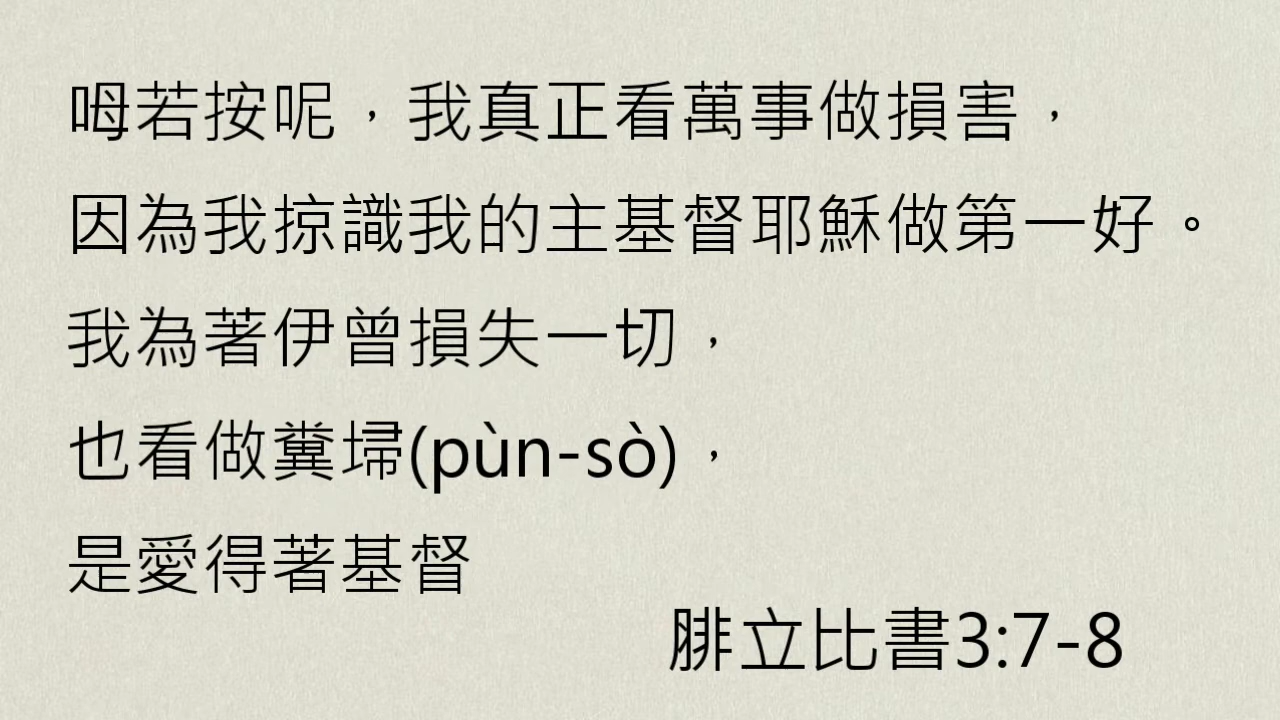 呣若按呢，我真正看萬事做損害，
因為我掠識我的主基督耶穌做第一好。
我為著伊曾損失一切，
也看做糞埽(pùn-sò)，
是愛得著基督
腓立比書3:7-8